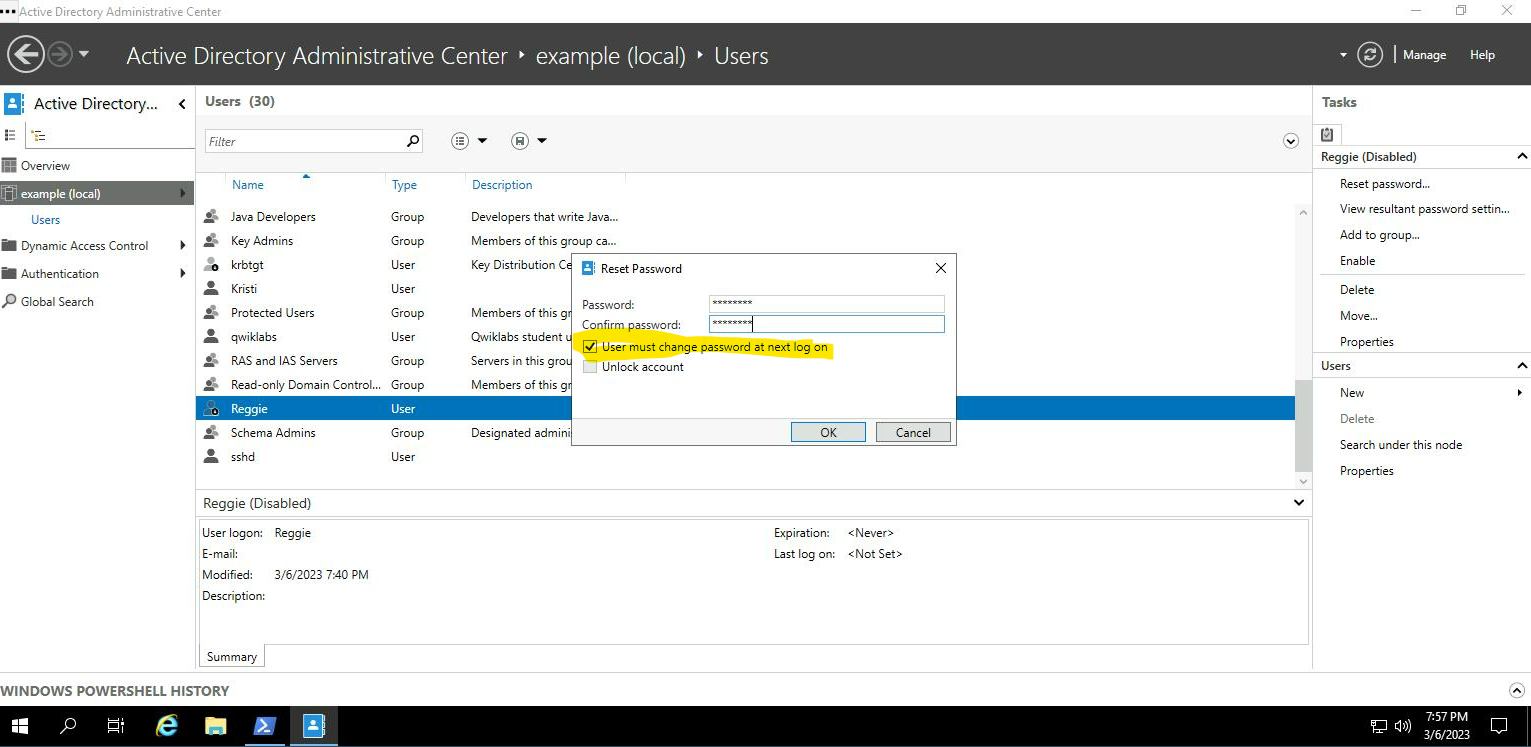 Active Directory Administrative Center
Active Directory Administrative Center • example (local) • Users
Manage
Help
Active Directory...
Overview
example (local)
Users
Dynamic Access Control
Authentication
Global Search
Users (30)
Filter
Name Type Description
Java Developers Group Developers that write Java...
Key Admins Group Members of this group ca...
krbtgt User Key Distribution Ce
Kristi User
Protected Users Group Members of this gr
qwiklabs User Qwiklabs student u
RAS and IAS Servers Group Servers in this grou
Read-only Domain Control... Group Members of this gr
Reggie User
Schema Admins Group Designated admini
sshd User
Reset Password
Password: ********
Confirm password: ********
User must change password at next log on
Unlock account
OK Cancel
Reggie (Disabled)
User logon: Reggie
E-mail:
Modified: 3/6/2023 7:40 PM
Description:
Expiration: <Never>
Last log on: <Not Set>
Summary
Tasks
Reggie (Disabled)
Reset password...
View resultant password settin...
Add to group...
Enable
Delete
Move...
Properties
Users
New
Delete
Search under this node
Properties
WINDOWS POWERSHELL HISTORY
7:57 PM
3/6/2023